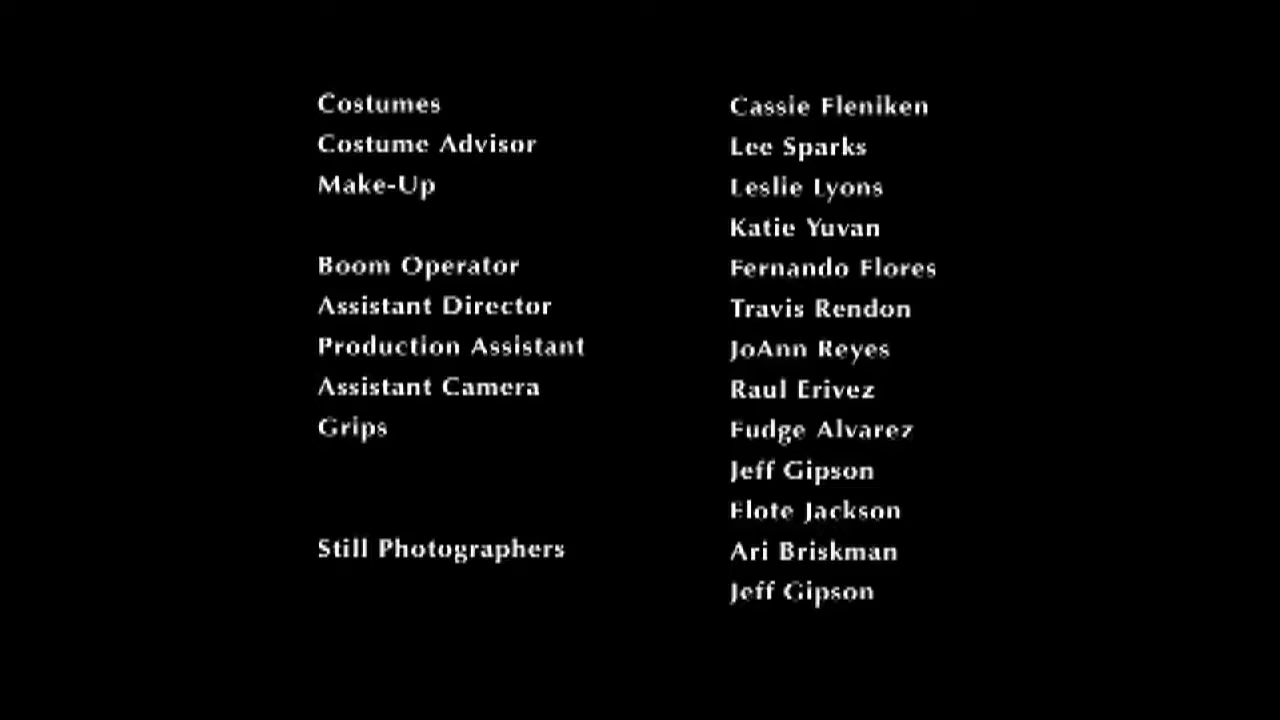 Costumes Cassie Fleniken
Costume Advisor Lee Sparks
Make-Up Leslie Lyons
Katie Yuvan
Boom Operator Fernando Flores
Assistant Director Travis Rendon
Production Assistant JoAnn Reyes
Assistant Camera Raul Erivez
Grips Fudge Alvarez
Jeff Gipson
Elote Jackson
Still Photographers Ari Briskman
Jeff Gipson